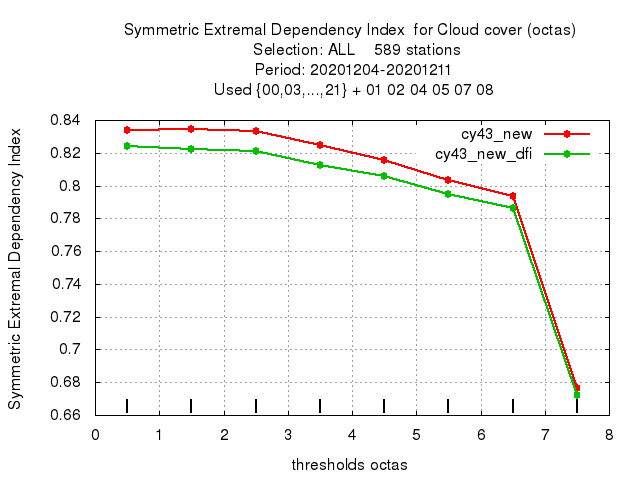 Symmetric Extremal Dependency Index  for Cloud cover (octas)
Selection: ALL    589 stations
Period: 20201204-20201211
Used {00,03,...,21} + 01 02 04 05 07 08
Symmetric Extremal Dependency Index
0.84
0.82
0.8
0.78
0.76
0.74
0.72
0.7
0.68
0.66
cy43_new
cy43_new_dfi
0 1 2 3 4 5 6 7 8
thresholds octas